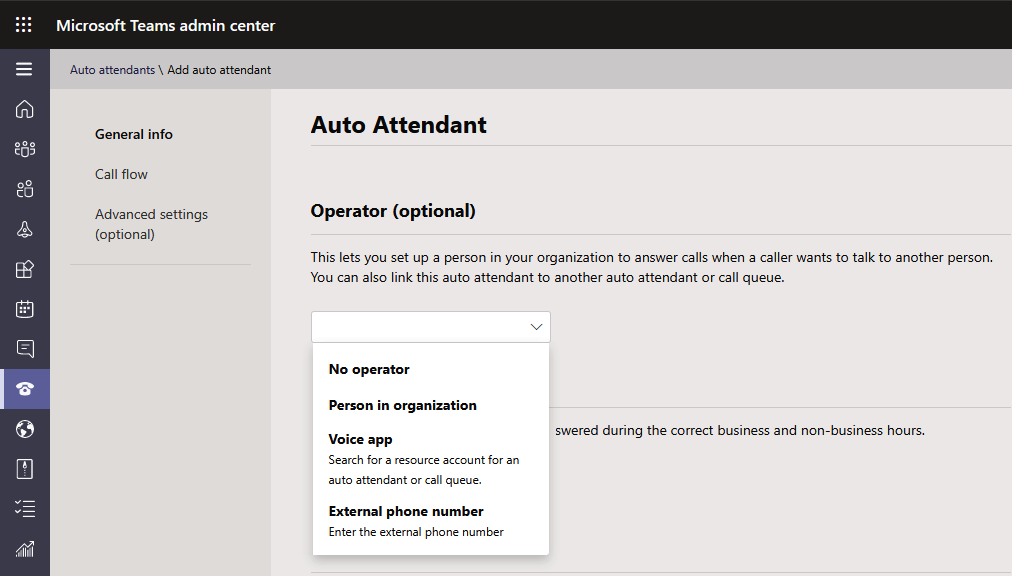 Microsoft Teams admin center
Auto attendants \ Add auto attendant
General info
Call flow
Advanced settings
(optional)
Auto Attendant
Operator (optional)
This lets you set up a person in your organization to answer calls when a caller wants to talk to another person.
You can also link this auto attendant to another auto attendant or call queue.
No operator
Person in organization
swered during the correct business and non-business hours.
Voice app
Search for a resource account for an
auto attendant or call queue.
External phone number
Enter the external phone number